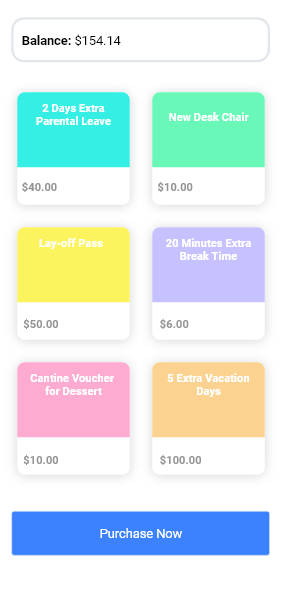 Balance: $154.14
2 Days Extra
Parental Leave
New Desk Chair
$40.00
$10.00
Lay-off Pass
20 Minutes Extra
Break Time
$50.00
$6.00
Cantine Voucher
for Dessert
5 Extra Vacation
Days
$10.00
$100.00
Purchase Now